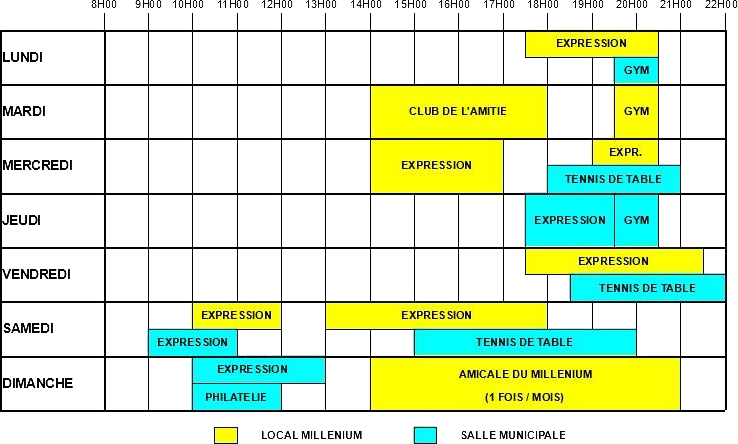 8H00 9H00 10H00 11H00 12H00 13H00 14H00 15H00 16H00 17H00 18H00 19H00 20H00 21H00 22H00
LUNDI EXPRESSION
GYM
MARDI CLUB DE L'AMITIE GYM
MERCREDI EXPRESSION EXPR.
TENNIS DE TABLE
JEUDI EXPRESSION GYM
VENDREDI EXPRESSION
TENNIS DE TABLE
SAMEDI EXPRESSION EXPRESSION
EXPRESSION TENNIS DE TABLE
DIMANCHE EXPRESSION AMICALE DU MILLENIUM
PHILATELIE (1 FOIS / MOIS)
LOCAL MILLENIUM SALLE MUNICIPALE